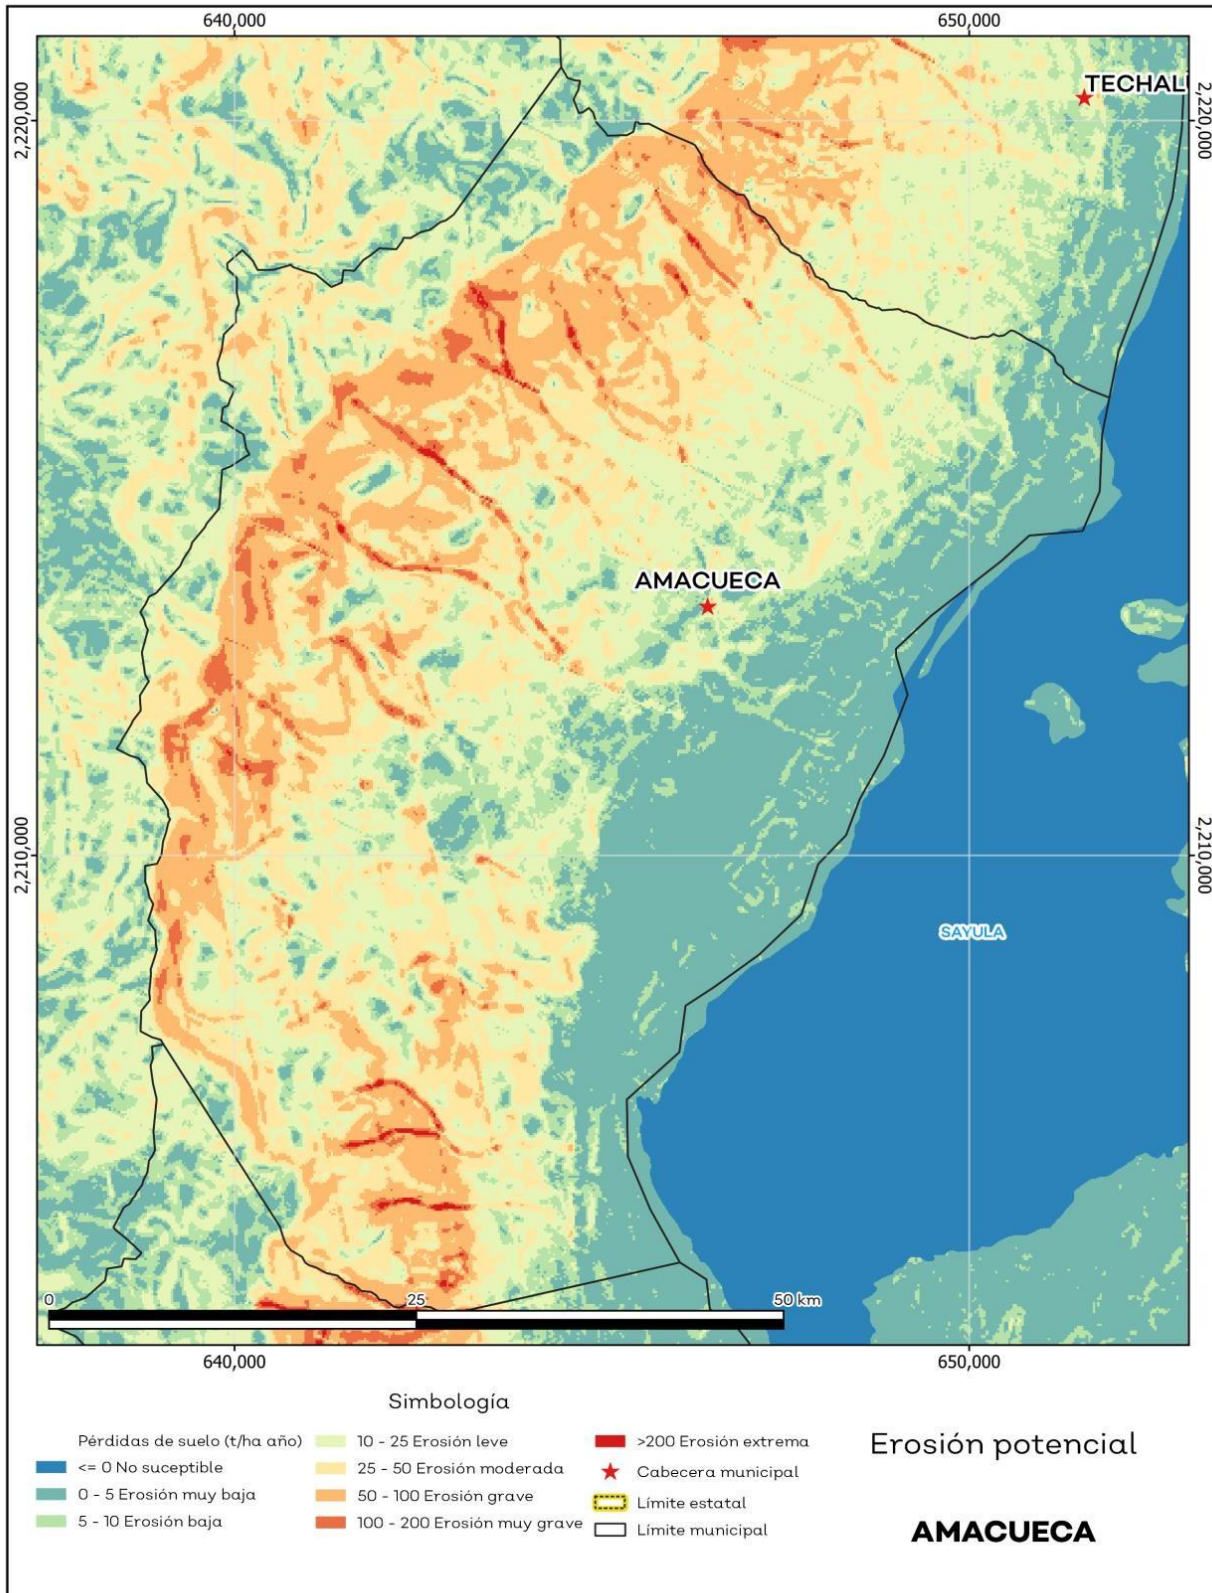 640,000
650,000
TECHALU
2,220,000
2,220,000
AMACUECA
2,210,000
2,210,000
SAYULA
0
25
50 km
640,000
650,000
Simbología
Pérdidas de suelo (t/ha año)
<= 0 No suceptible
0 - 5 Erosión muy baja
5 - 10 Erosión baja
10 - 25 Erosión leve
25 - 50 Erosión moderada
50 - 100 Erosión grave
100 - 200 Erosión muy grave
>200 Erosión extrema
Cabecera municipal
Límite estatal
Límite municipal
Erosión potencial
AMACUECA